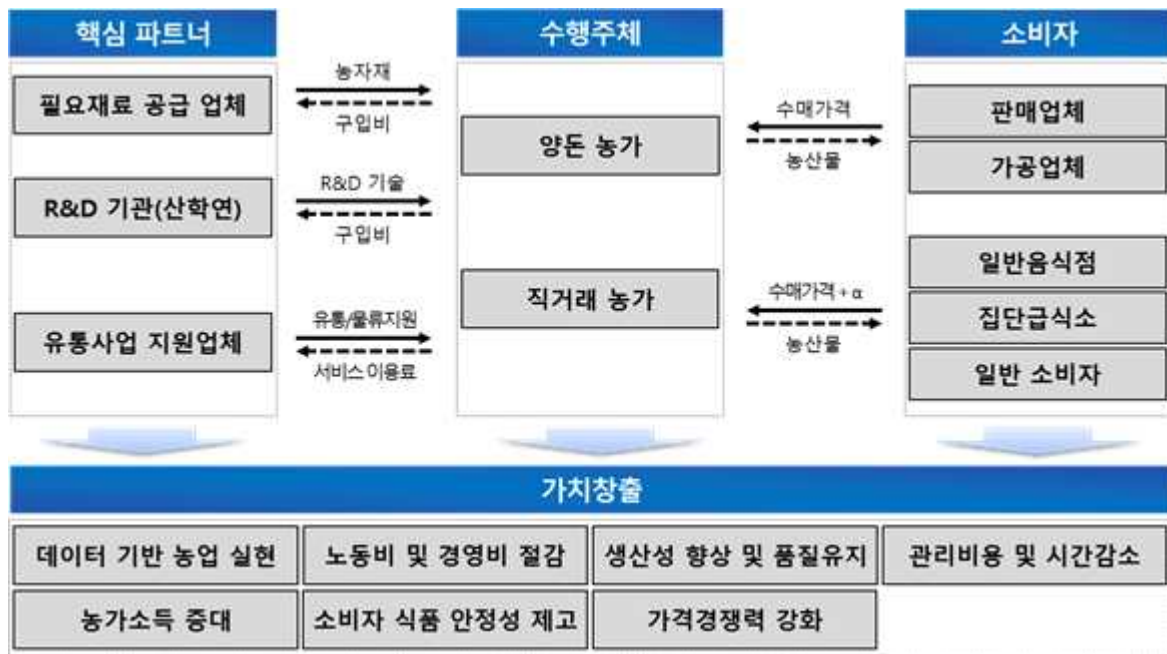 핵심 파트너
필요재료 공급 업체
R&D 기관(산학연)
유통사업 지원업체
농자재
구입비
R&D 기술
구입비
유통/물류지원
서비스 이용료
수행주체
양돈 농가
직거래 농가
수매가격
농산물
수매가격 + α
농산물
소비자
판매업체
가공업체
일반음식점
집단급식소
일반 소비자
가치창출
데이터 기반 농업 실현
노동비 및 경영비 절감
생산성 향상 및 품질유지
관리비용 및 시간감소
농가소득 증대
소비자 식품 안정성 제고
가격경쟁력 강화